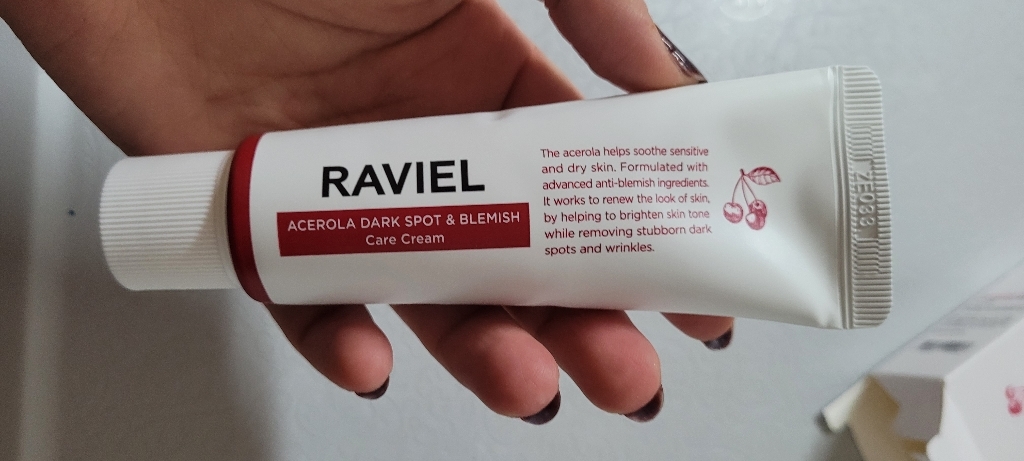 RAVIEL
ACEROLA DARK SPOT & BLEMISH
Care Cream
The acerola helps soothe sensitive
and dry skin. Formulated with
advanced anti-blemish ingredients.
It works to renew the look of skin,
by helping to brighten skin tone
while removing stubborn dark
spots and wrinkles.
ZE033